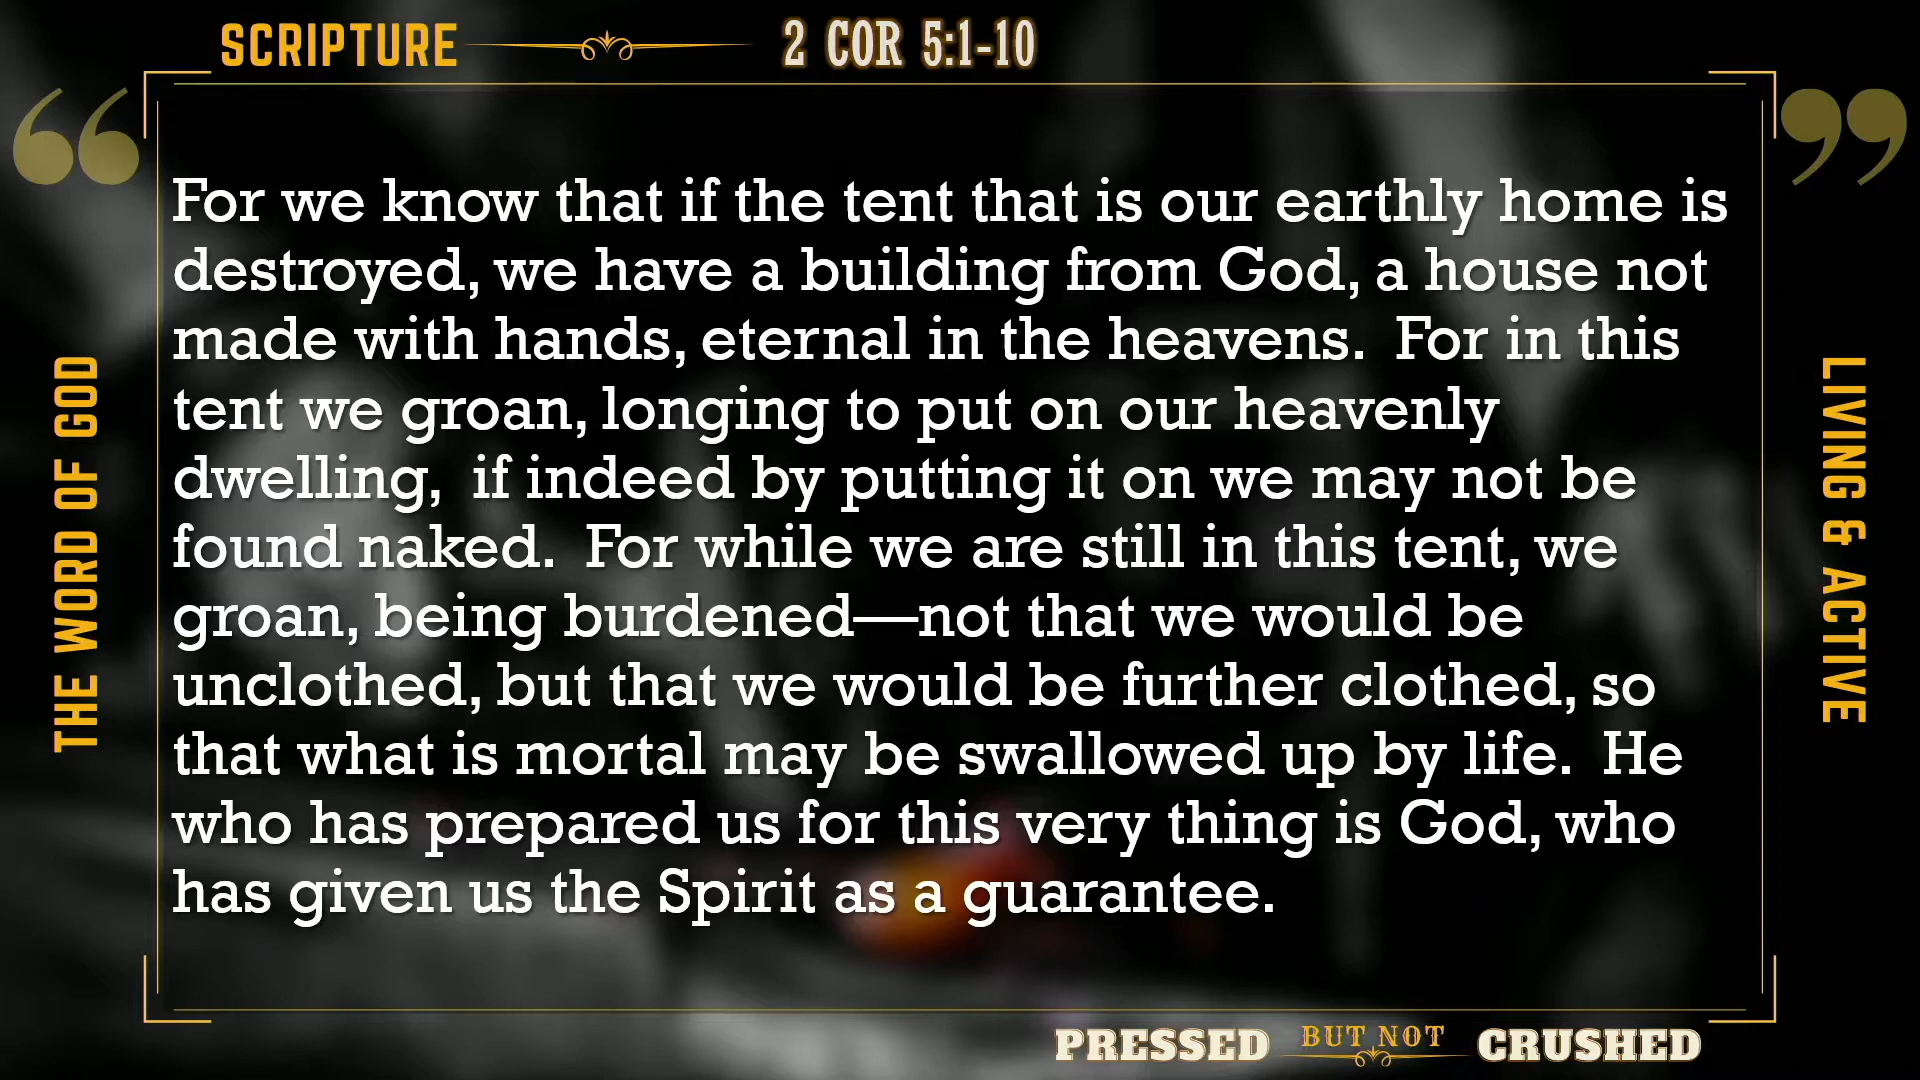 SCRIPTURE
2 COR 5:1-10
THE WORD OF GOD
For we know that if the tent that is our earthly home is
destroyed, we have a building from God, a house not
made with hands, eternal in the heavens.  For in this
tent we groan, longing to put on our heavenly
dwelling,  if indeed by putting it on we may not be
found naked.  For while we are still in this tent, we
groan, being burdened—not that we would be
unclothed, but that we would be further clothed, so
that what is mortal may be swallowed up by life.  He
who has prepared us for this very thing is God, who
has given us the Spirit as a guarantee.
LIVING & ACTIVE
PRESSED BUT NOT CRUSHED